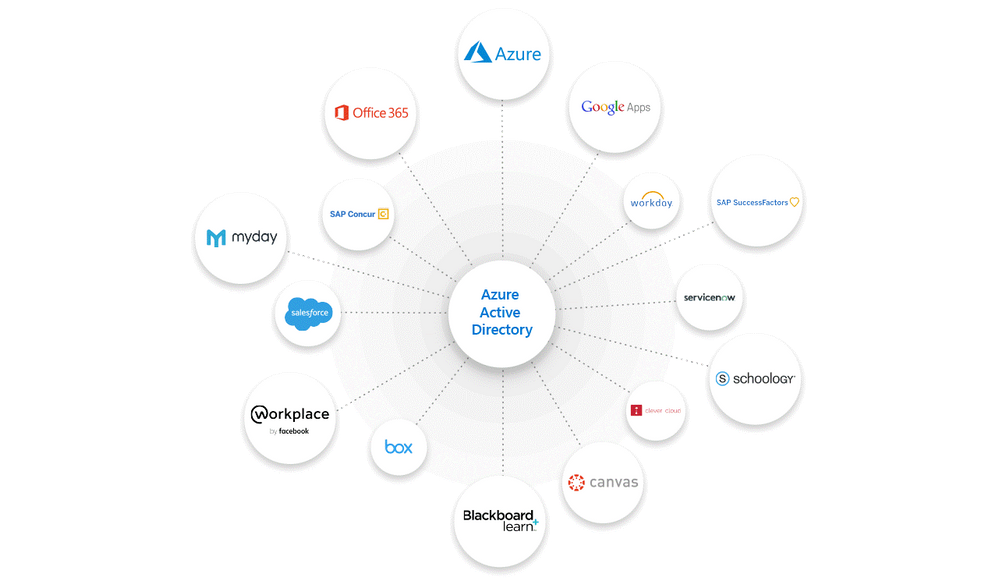 Azure
Office 365
Google Apps
SAP Concur C
workday
SAP SuccessFactors
myday
Azure
Active
Directory
salesforce
servicenow
S schoology
workplace
by facebook
clever cloud
box
canvas
Blackboard
learn